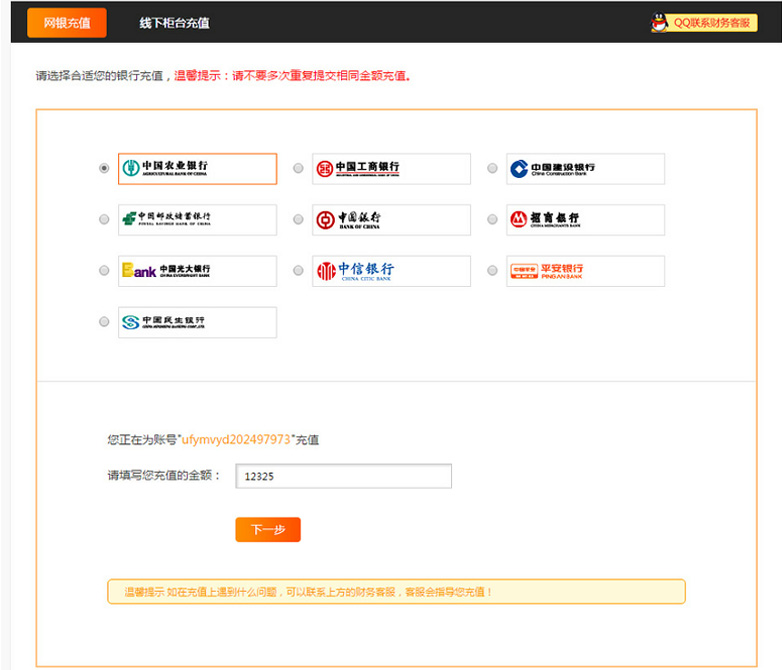 网银充值
线下柜台充值
QQ联系财务客服
请选择合适您的银行充值，温馨提示：请不要多次重复提交相同金额充值。
中国农业银行
AGRICULTURAL BANK OF CHINA
中国工商银行
INDUSTRIAL AND COMMERCIAL BANK OF CHINA
中国建设银行
China Construction Bank
中国邮政储蓄银行
POSTAL SAVINGS BANK OF CHINA
中国银行
BANK OF CHINA
招商银行
CHINA MERCHANTS BANK
Bank 中国光大银行
CHINA EVERBRIGHT BANK
中信银行
CHINA CITIC BANK
中国平安 平安银行
PING AN BANK
中国民生银行
CHINA MINSHENG BANKING CORP.,LTD.
您正在为账号"ufymvyd202497973"充值
请填写您充值的金额： 12325
下一步
温馨提示 如在充值上遇到什么问题，可以联系上方的财务客服，客服会指导您充值！